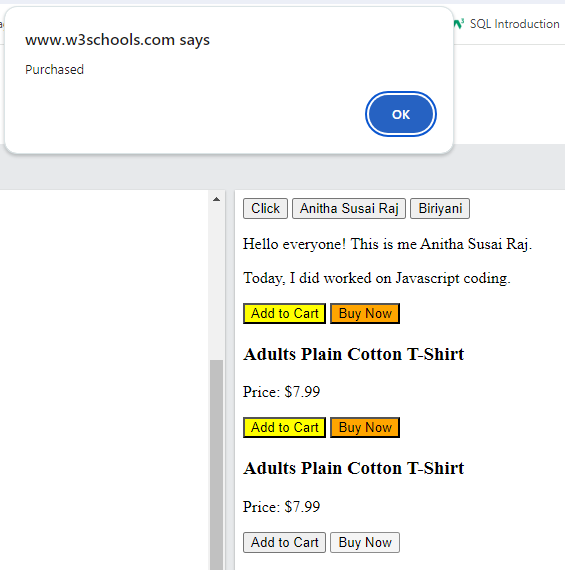 www.w3schools.com says
SQL Introduction
Purchased
OK
Click Anitha Susai Raj Biriyani
Hello everyone! This is me Anitha Susai Raj.
Today, I did worked on Javascript coding.
Add to Cart Buy Now
Adults Plain Cotton T-Shirt
Price: $7.99
Add to Cart Buy Now
Adults Plain Cotton T-Shirt
Price: $7.99
Add to Cart Buy Now